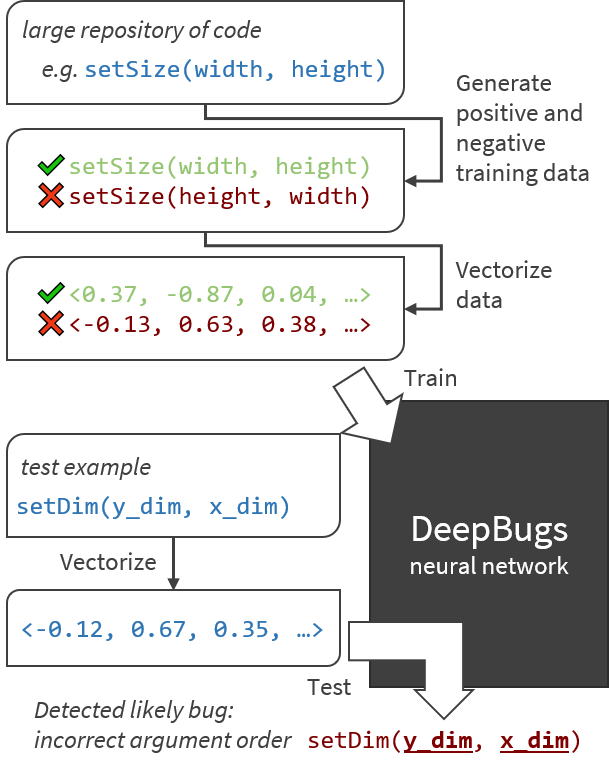 large repository of code
e.g. setSize(width, height)
Generate
positive and
negative
training data
setSize(width, height)
setSize(height, width)
Vectorize
data
<0.37, -0.87, 0.04, …>
<-0.13, 0.63, 0.38, …>
Train
test example
setDim(y_dim, x_dim)
DeepBugs
neural network
Vectorize
<-0.12, 0.67, 0.35, …>
Test
Detected likely bug:
incorrect argument order setDim(y_dim, x_dim)